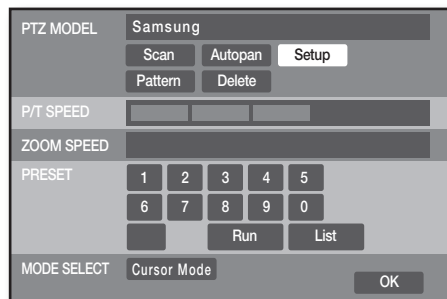 PTZ MODEL Samsung
Scan Autopan Setup
Pattern Delete
P/T SPEED
ZOOM SPEED
PRESET 1 2 3 4 5
6 7 8 9 0
Run List
MODE SELECT Cursor Mode
OK